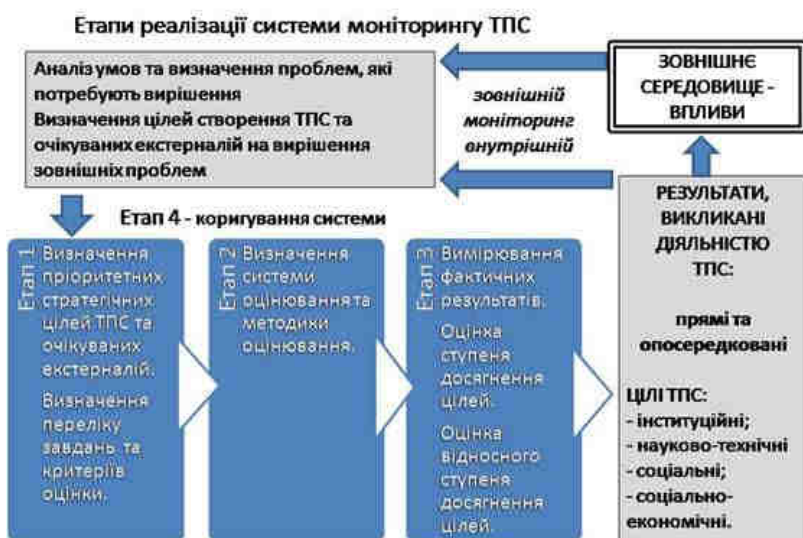 Етапи реалізації системи моніторингу ТПС
Аналіз умов та визначення проблем, які
потребують вирішення
Визначення цілей створення ТПС та
очікуваних екстерналій на вирішення
зовнішніх проблем
зовнішній
моніторинг
внутрішній
ЗОВНІШНЄ
СЕРЕДОВИЩЕ -
ВПЛИВИ
Етап 4 - коригування системи
Етап 1
Визначення
пріоритетних
стратегічних
цілей ТПС та
очікуваних
екстерналій.
Визначення
переліку
завдань та
критеріїв
оцінки.
Етап 2
Визначення
системи
оцінювання та
методики
оцінювання.
Етап 3
Вимірювання
фактичних
результатів.
Оцінка
ступеня
досягнення
цілей.
Оцінка
відносного
ступеня
досягнення
цілей.
РЕЗУЛЬТАТИ,
ВИКЛИКАНІ
ДІЯЛЬНІСТЮ
ТПС:
прямі та
опосередковані
ЦІЛІ ТПС:
- інституційні;
- науково-технічні
- соціальні;
- соціально-
економічні.